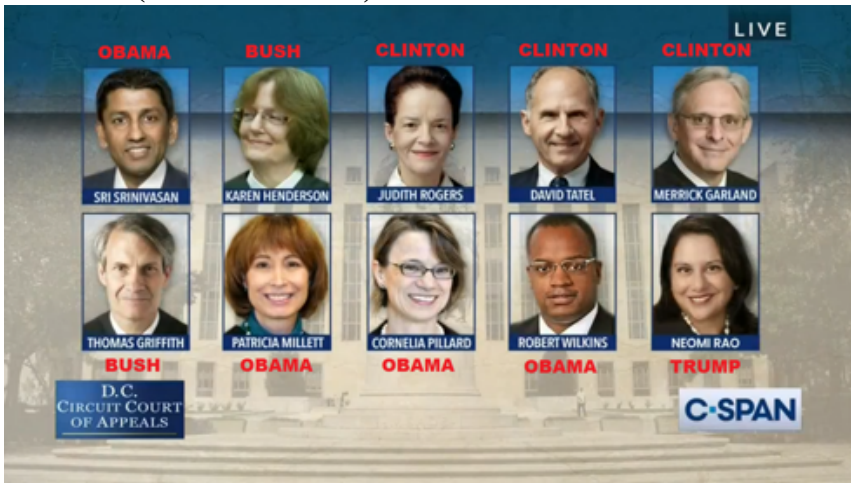 LIVE
OBAMA BUSH CLINTON CLINTON CLINTON
SRI SRINIVASAN KAREN HENDERSON JUDITH ROGERS DAVID TATEL MERRICK GARLAND
THOMAS GRIFFITH PATRICIA MILLETT CORNELIA PILLARD ROBERT WILKINS NEOMI RAO
BUSH OBAMA OBAMA OBAMA TRUMP
D.C.
CIRCUIT COURT
OF APPEALS
C-SPAN